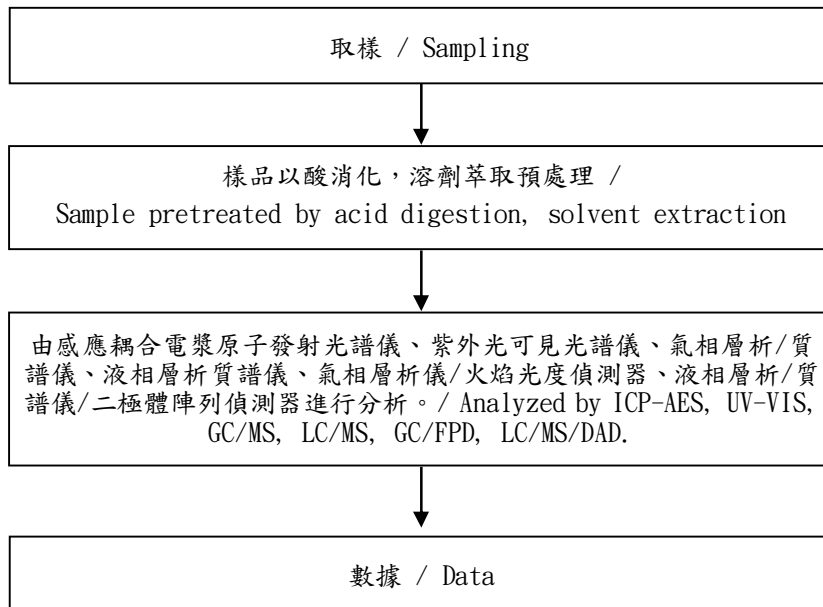 取樣 / Sampling
樣品以酸消化，溶劑萃取預處理 /
Sample pretreated by acid digestion, solvent extraction
由感應耦合電漿原子發射光譜儀、紫外光可見光譜儀、氣相層析/質
譜儀、液相層析質譜儀、氣相層析儀/火焰光度偵測器、液相層析/質
譜儀/二極體陣列偵測器進行分析。/ Analyzed by ICP-AES, UV-VIS,
GC/MS, LC/MS, GC/FPD, LC/MS/DAD.
數據 / Data